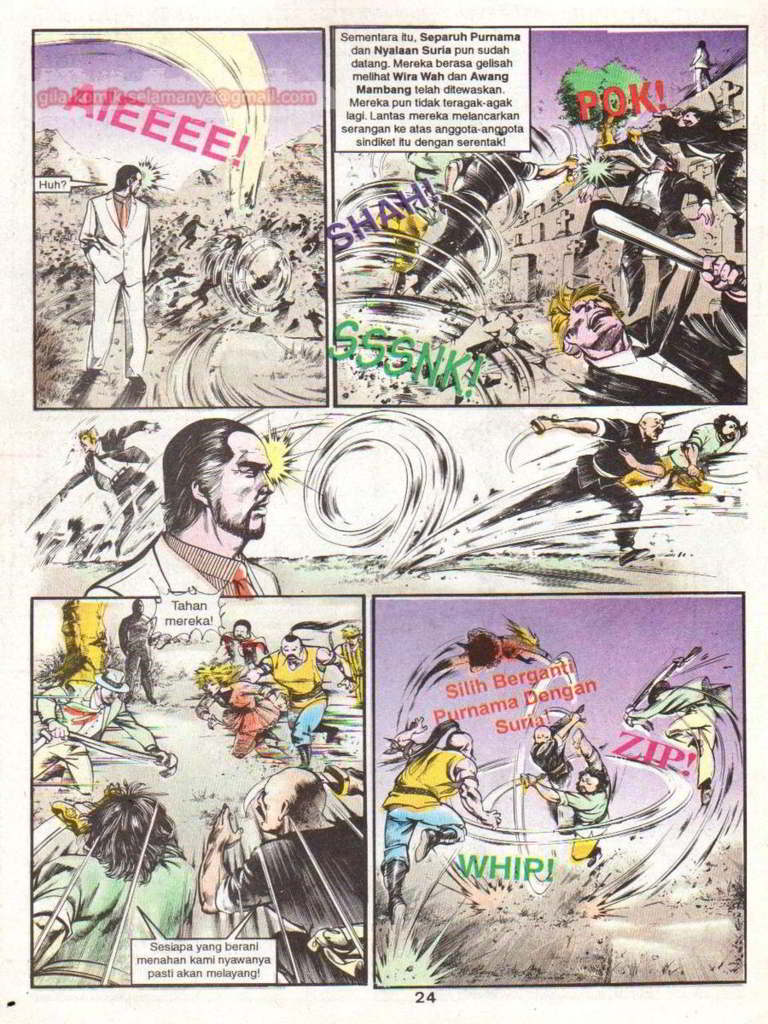 gila.komik.selamanya@gmail.com
AIEEEE!
Huh?
Sementara itu, Separuh Purnama
dan Nyalaan Suria pun sudah
datang. Mereka berasa gelisah
melihat Wira Wah dan Awang
Mambang telah ditewaskan.
Mereka pun tidak teragak-agak
lagi. Lantas mereka melancarkan
serangan ke atas anggota-anggota
sindiket itu dengan serentak!
POK!
SHAH!
SSSNK!
Tahan
mereka!
Sesiapa yang berani
menahan kami nyawanya
pasti akan melayang!
Silih Berganti
Purnama Dengan
Suria!
ZIP!
WHIP!
24